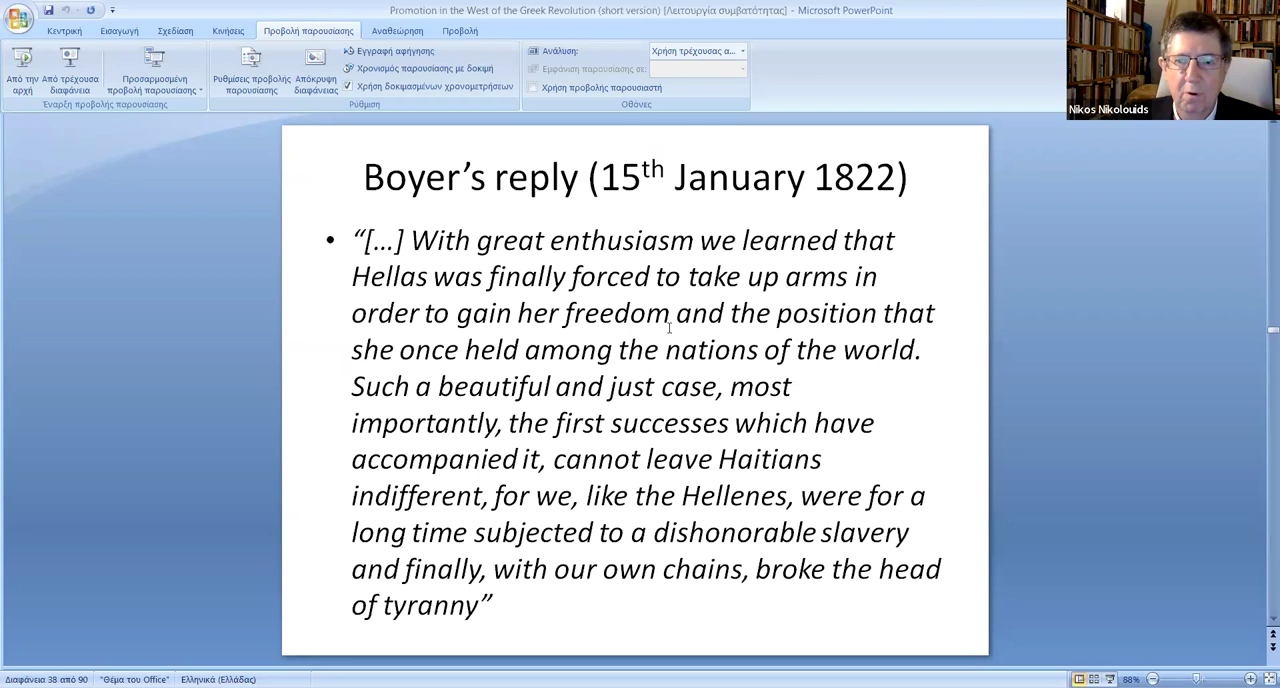 Promotion in the West of the Greek Revolution (short version) [Λειτουργία συμβατότητας] - Microsoft PowerPoint
Κεντρική Εισαγωγή Σχεδίαση Κινήσεις Προβολή παρουσίασης Αναθεώρηση Προβολή
Από την αρχή
Από τρέχουσα διαφάνεια
Προσαρμοσμένη προβολή παρουσίασης
Έναρξη προβολής παρουσίασης
Ρυθμίσεις προβολής παρουσίασης
Απόκρυψη διαφάνειας
Εγγραφή αφήγησης
Χρονισμός παρουσίασης με δοκιμή
Χρήση δοκιμασμένων χρονομετρήσεων
Ρύθμιση
Ανάλυση: Χρήση τρέχουσας α...
Εμφάνιση παρουσίασης σε:
Χρήση προβολής παρουσιαστή
Οθόνες
Nikos Nikolouids
Boyer’s reply (15th January 1822)
• “[…] With great enthusiasm we learned that
Hellas was finally forced to take up arms in
order to gain her freedom and the position that
she once held among the nations of the world.
Such a beautiful and just case, most
importantly, the first successes which have
accompanied it, cannot leave Haitians
indifferent, for we, like the Hellenes, were for a
long time subjected to a dishonorable slavery
and finally, with our own chains, broke the head
of tyranny”
Διαφάνεια 38 από 90 "Θέμα του Office" Ελληνικά (Ελλάδας) 88%